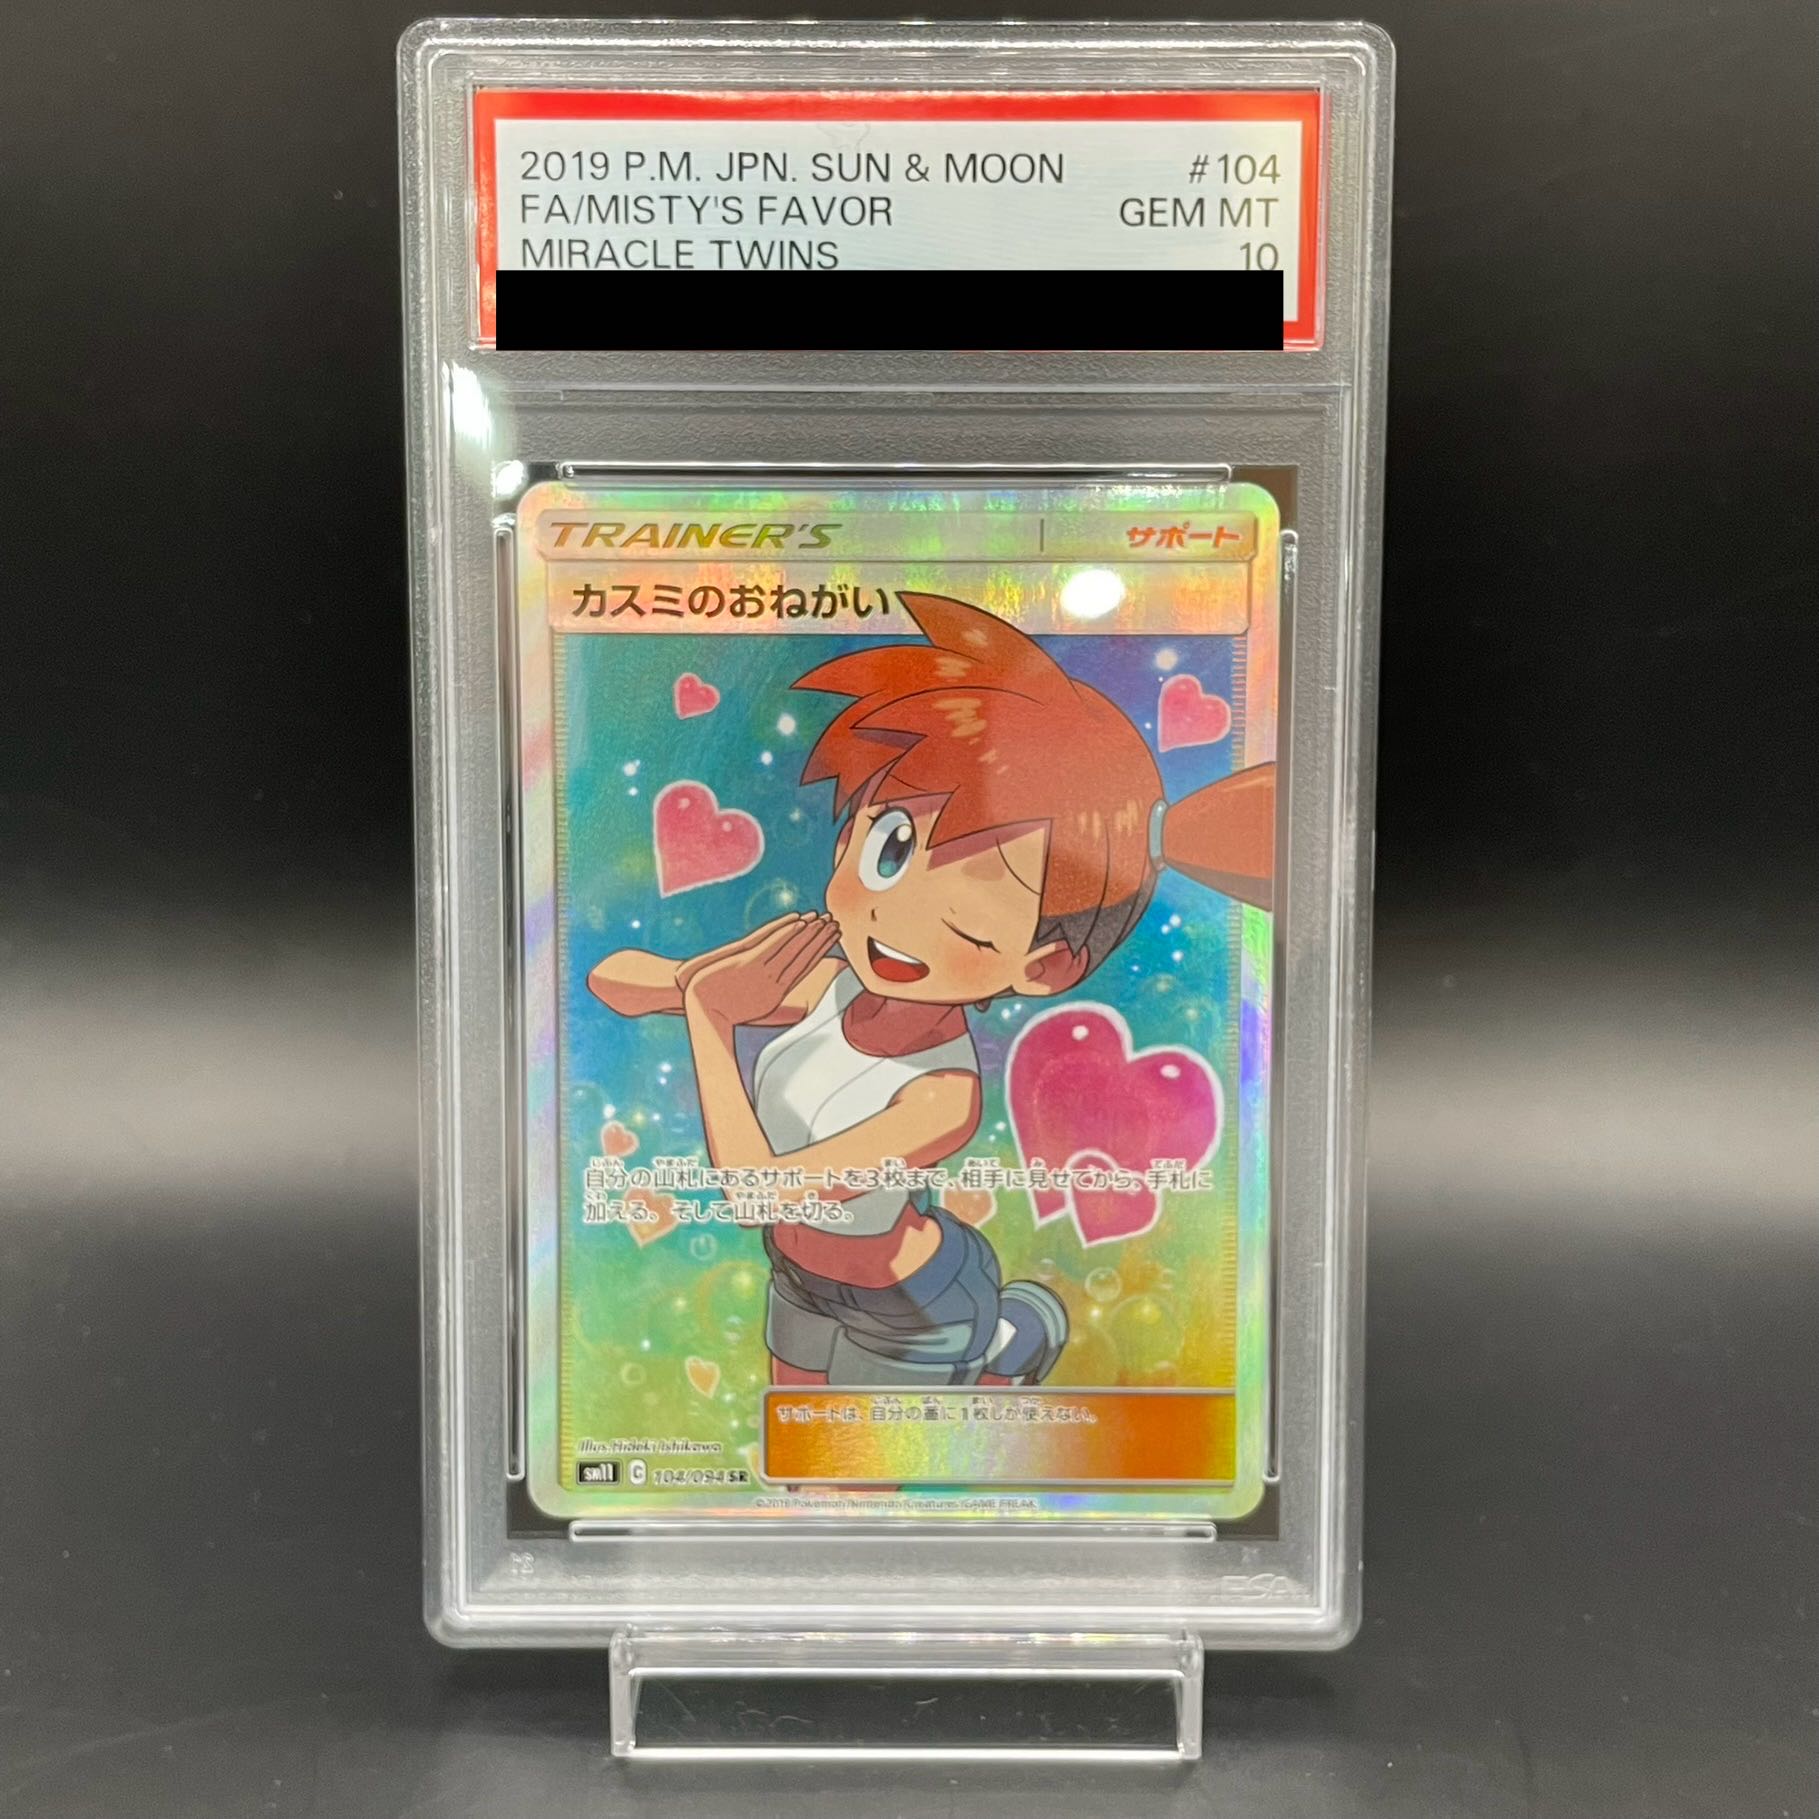 2019 P.M. JPN. SUN & MOON #104
FA/MISTY'S FAVOR GEM MT
MIRACLE TWINS 10
TRAINER'S サポート
カスミのおねがい
自分の山札にあるサポートを3枚まで、相手に見せてから、手札に
加える。そして山札を切る。
サポートは、自分の番に1枚しか使えない。
Illus. Hideki Ishikawa
sm11 C 104/094 SR
©2019 Pokémon/Nintendo/Creatures/GAME FREAK.